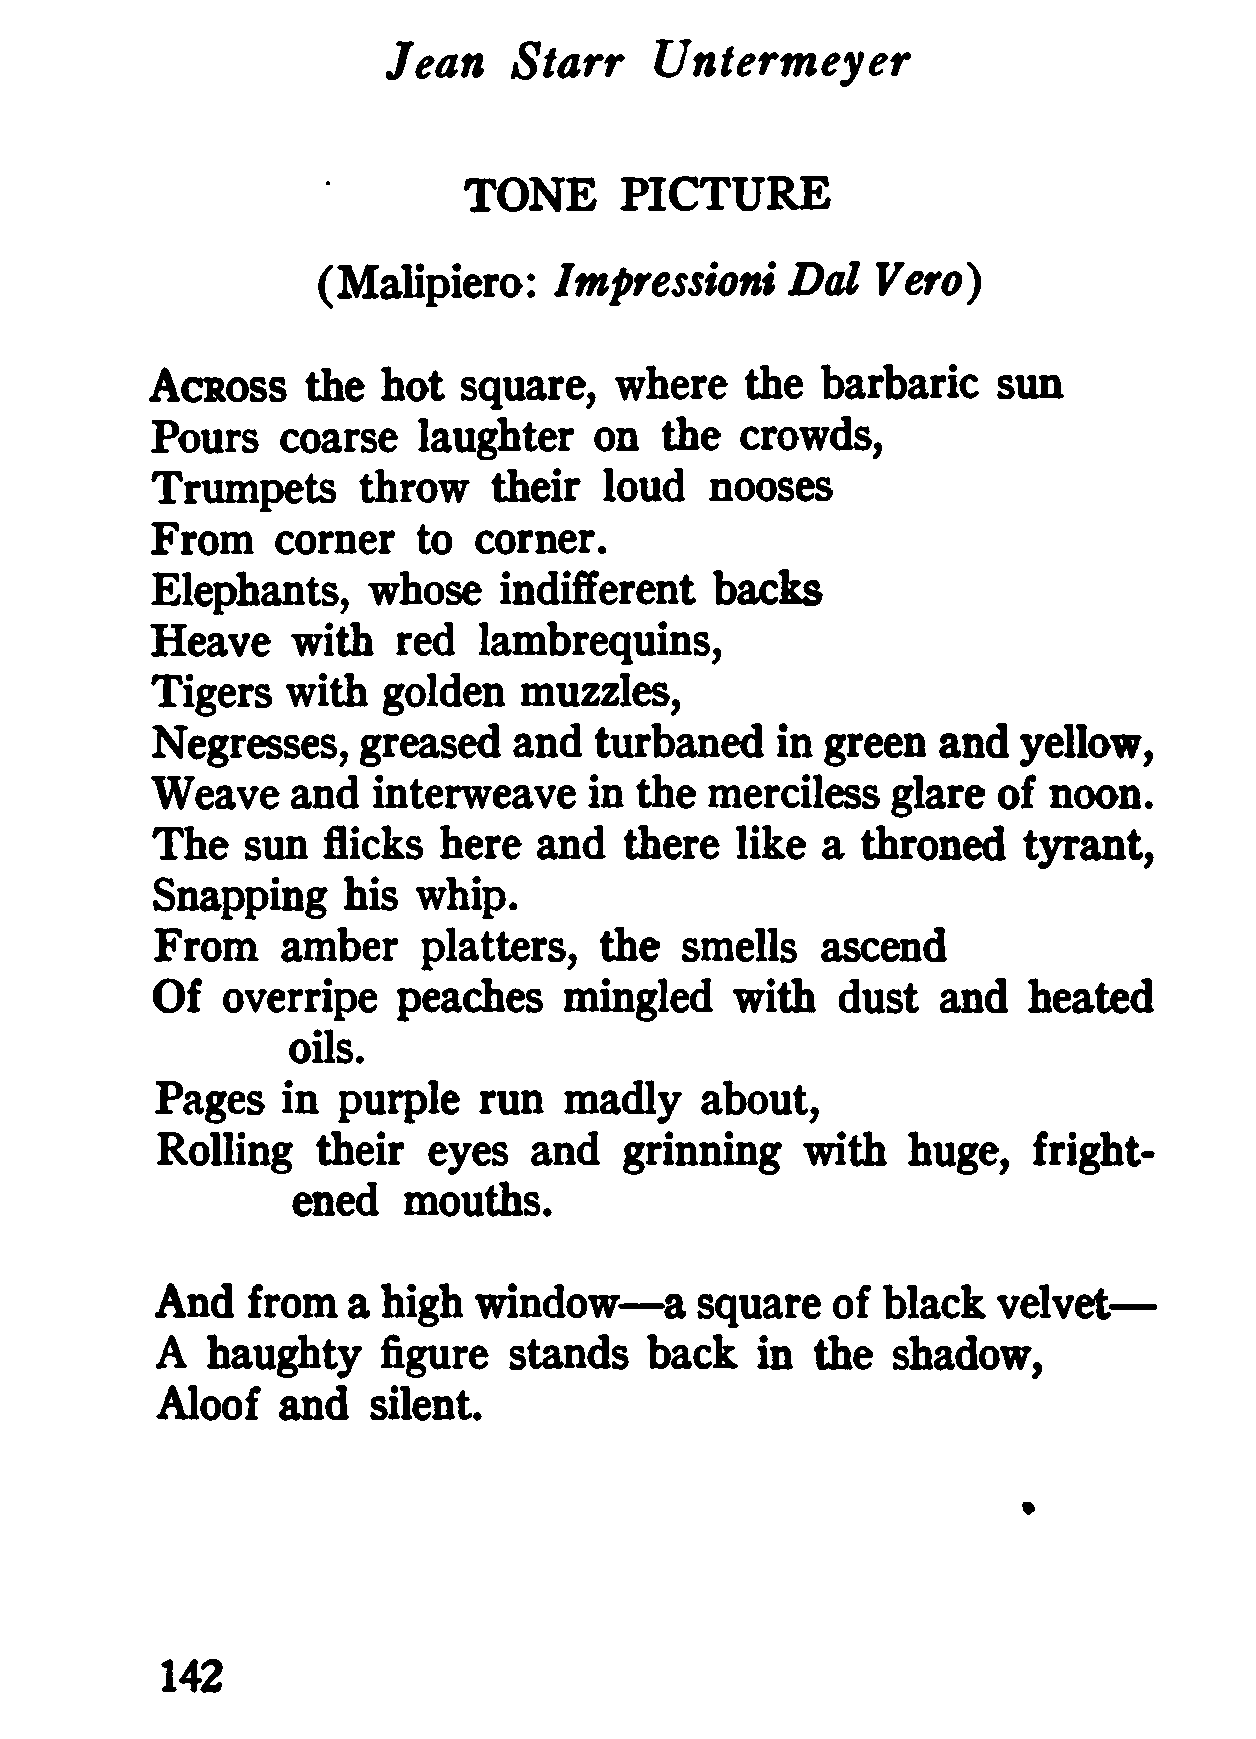 Jean Starr Untermeyer
TONE PICTURE
(Malipiero: Impressioni Dal Vero)
ACROSS the hot square, where the barbaric sun
Pours coarse laughter on the crowds,
Trumpets throw their loud nooses
From corner to corner.
Elephants, whose indifferent backs
Heave with red lambrequins,
Tigers with golden muzzles,
Negresses, greased and turbaned in green and yellow,
Weave and interweave in the merciless glare of noon.
The sun flicks here and there like a throned tyrant,
Snapping his whip.
From amber platters, the smells ascend
Of overripe peaches mingled with dust and heated
oils.
Pages in purple run madly about,
Rolling their eyes and grinning with huge, fright-
ened mouths.
And from a high window—a square of black velvet—
A haughty figure stands back in the shadow,
Aloof and silent.
142